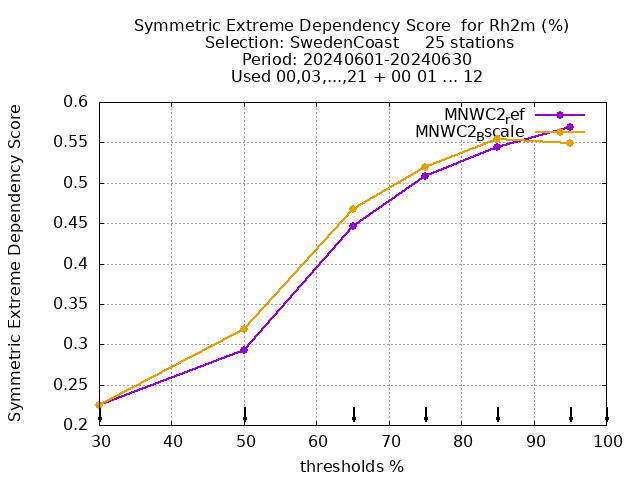 Symmetric Extreme Dependency Score  for Rh2m (%)
Selection: SwedenCoast     25 stations
Period: 20240601-20240630
Used 00,03,...,21 + 00 01 ... 12
Symmetric Extreme Dependency Score
0.6
0.55
0.5
0.45
0.4
0.35
0.3
0.25
0.2
MNWC2ref
MNWC2Bscale
30 40 50 60 70 80 90 100
thresholds %